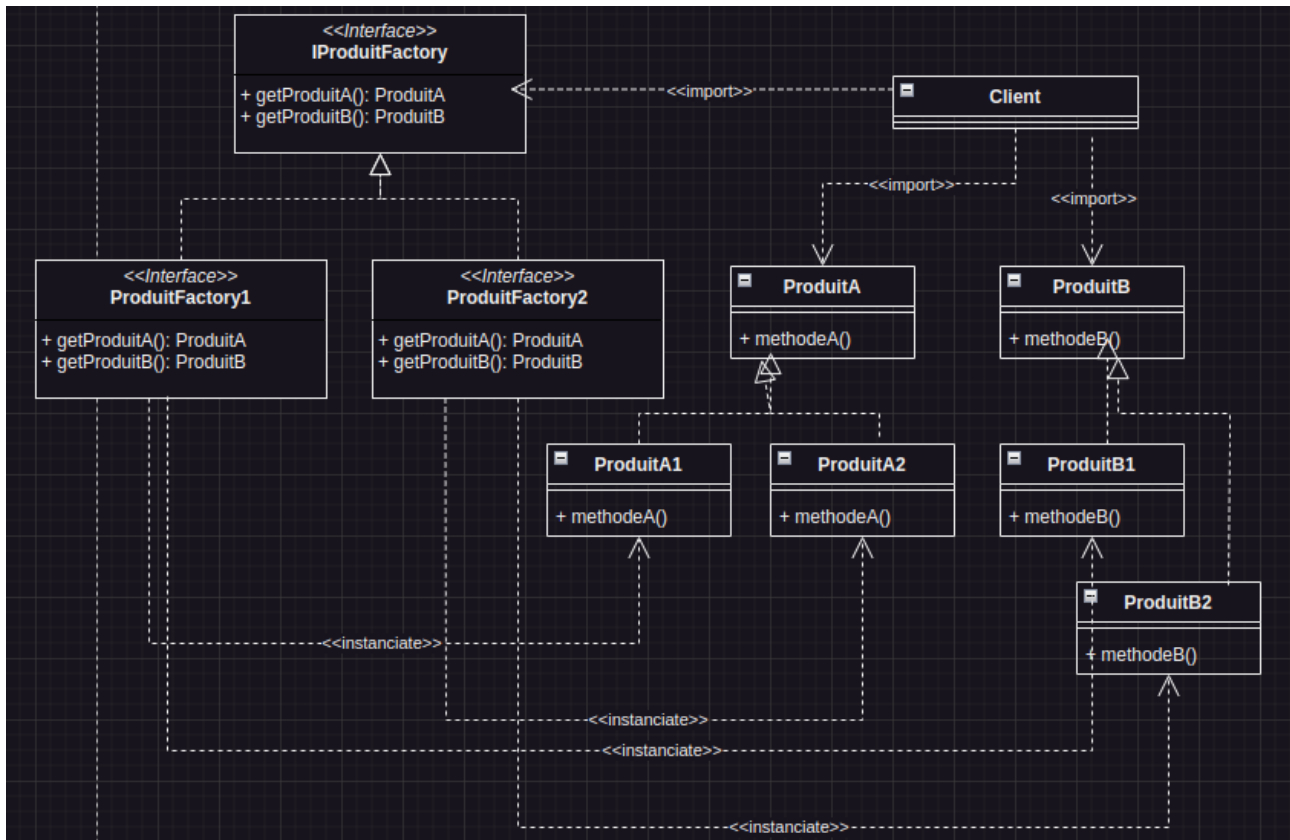 <<Interface>>
IProduitFactory
+ getProduitA(): ProduitA
+ getProduitB(): ProduitB
<<import>>
Client
<<import>>
<<import>>
<<Interface>>
ProduitFactory1
+ getProduitA(): ProduitA
+ getProduitB(): ProduitB
<<Interface>>
ProduitFactory2
+ getProduitA(): ProduitA
+ getProduitB(): ProduitB
ProduitA
+ methodeA()
ProduitB
+ methodeB()
ProduitA1
+ methodeA()
ProduitA2
+ methodeA()
ProduitB1
+ methodeB()
ProduitB2
+ methodeB()
<<instanciate>>
<<instanciate>>
<<instanciate>>
<<instanciate>>